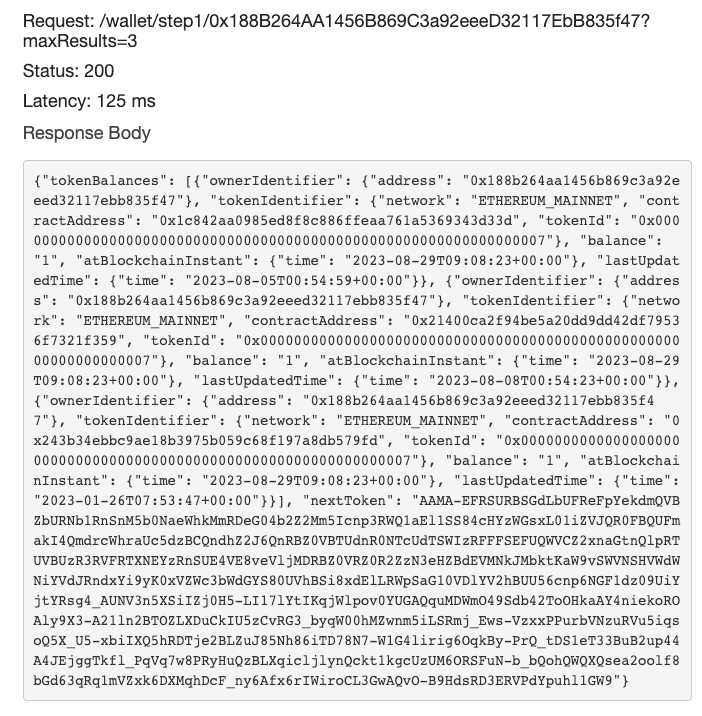 Request: /wallet/step1/0x188B264AA1456B869C3a92eeeD32117EbB835f47?
maxResults=3
Status: 200
Latency: 125 ms
Response Body
{"tokenBalances": [{"ownerIdentifier": {"address": "0x188b264aa1456b869c3a92e
eed32117ebb835f47"}, "tokenIdentifier": {"network": "ETHEREUM_MAINNET", "cont
ractAddress": "0x1c842aa0985ed8f8c886ffeaa761a5369343d33d", "tokenId": "0x000
0000000000000000000000000000000000000000000000000000000000007"}, "balance":
"1", "atBlockchainInstant": {"time": "2023-08-29T09:08:23+00:00"}, "lastUpdat
edTime": {"time": "2023-08-05T00:54:59+00:00"}}, {"ownerIdentifier": {"addres
s": "0x188b264aa1456b869c3a92eeed32117ebb835f47"}, "tokenIdentifier": {"netwo
rk": "ETHEREUM_MAINNET", "contractAddress": "0x21400ca2f94be5a20dd9dd42df7953
6f7321f359", "tokenId": "0x00000000000000000000000000000000000000000000000000
00000000000007"}, "balance": "1", "atBlockchainInstant": {"time": "2023-08-29
T09:08:23+00:00"}, "lastUpdatedTime": {"time": "2023-08-08T00:54:23+00:00"}},
{"ownerIdentifier": {"address": "0x188b264aa1456b869c3a92eeed32117ebb835f4
7"}, "tokenIdentifier": {"network": "ETHEREUM_MAINNET", "contractAddress": "0
x243b34ebbc9ae18b3975b059c68f197a8db579fd", "tokenId": "0x0000000000000000000
000000000000000000000000000000000000000000007"}, "balance": "1", "atBlockchai
nInstant": {"time": "2023-08-29T09:08:23+00:00"}, "lastUpdatedTime": {"time":
"2023-01-26T07:53:47+00:00"}}], "nextToken": "AAMA-EFRSURBSGdLbUFReFpYekdmQVB
ZbURNb1RnSnM5b0NaeWhkMmRDeG04b2Z2Mm5Icnp3RWQ1aEl1SS84cHYzWGsxL01iZVJQR0FBQUFm
akI4QmdrcWhraUc5dzBCQndhZ2J6QnRBZ0VBTUdnR0NTcUdTSWIzRFFFSEFUQWVCZ2xnaGtnQlpRT
UVBUzR3RVFRTXNEYzRnSUE4VE8veVljMDRBZ0VRZ0R2ZzN3eHZBdEVMNkJMbktKaW9vSWVNSHVWdW
NiYVdJRndxYi9yK0xVZWc3bWdGYS80UVhBSi8xdElLRWpSaG10VDlYV2hBUU56cnp6NGFldz09UiY
jtYRsg4_AUNV3n5XSiIZj0H5-LI17lYtIKqjWlpov0YUGAQquMDWmO49Sdb42ToOHkaAY4niekoRO
Aly9X3-A21ln2BTOZLXDuCkIU5zCvRG3_byqW00hMZwnm5iLSRmj_Ews-VzxxPPurbVNzuRVu5iqs
oQ5X_U5-xbiIXQ5hRDTje2BLZuJ85Nh86iTD78N7-W1G4lirig6OqkBy-PrQ_tDS1eT33BuB2up44
A4JEjggTkfl_PqVq7w8PRyHuQzBLXqicljlynQckt1kgcUzUM6ORSFuN-b_bQohQWQXQsea2oolf8
bGd63qRq1mVZxk6DXMqhDcF_ny6Afx6rIWiroCL3GwAQvO-B9HdsRD3ERVPdYpuhl1GW9"}